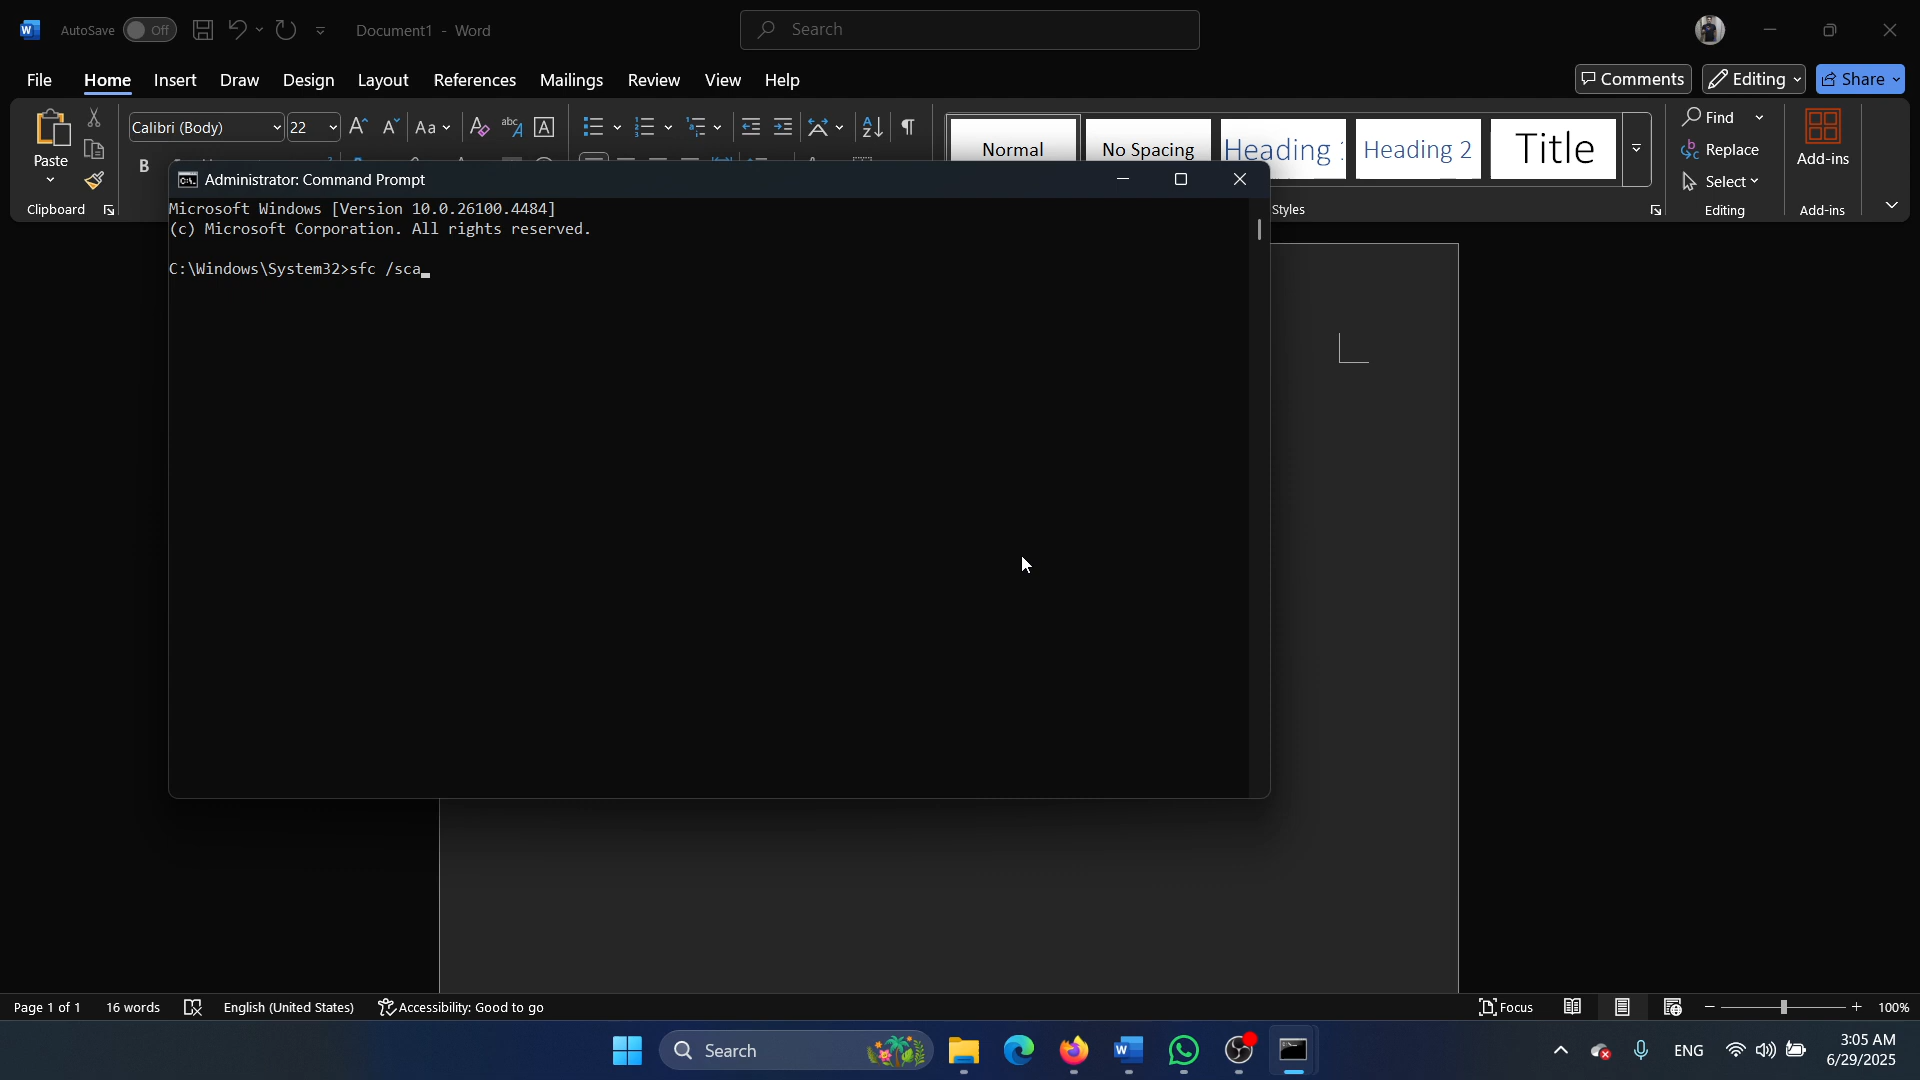 AutoSave Off Document1 - Word Search
File Home Insert Draw Design Layout References Mailings Review View Help Comments Editing Share
Paste Calibri (Body) 22 Aa Normal No Spacing Heading Heading 2 Title Find Replace Select Add-ins
B
Clipboard Styles Editing Add-ins
Administrator: Command Prompt
Microsoft Windows [Version 10.0.26100.4484]
(c) Microsoft Corporation. All rights reserved.
C:\Windows\System32>sfc /sca
Page 1 of 1 16 words English (United States) Accessibility: Good to go Focus 100%
Search ENG 3:05 AM
6/29/2025